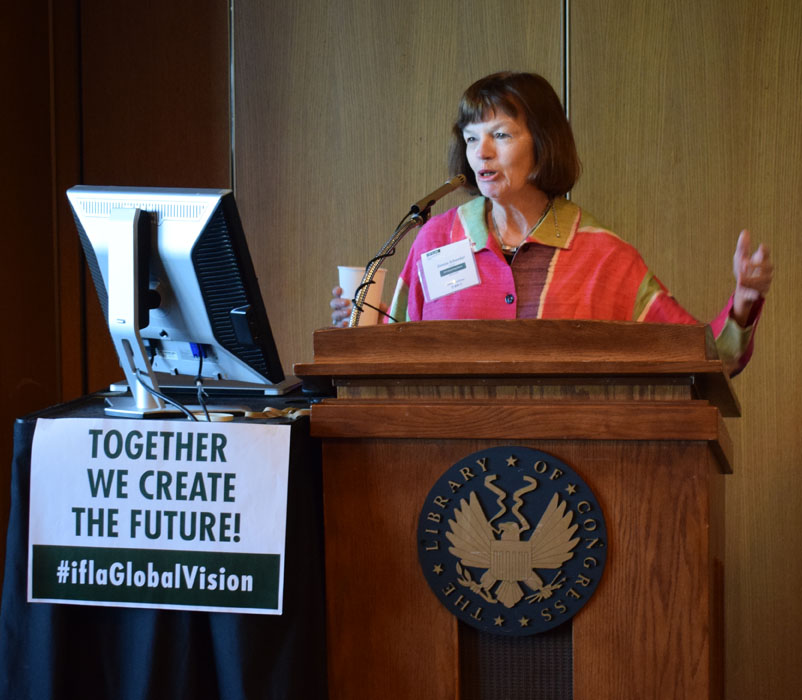 TOGETHER
WE CREATE
THE FUTURE!
#iflaGlobalVision
THE LIBRARY OF CONGRESS